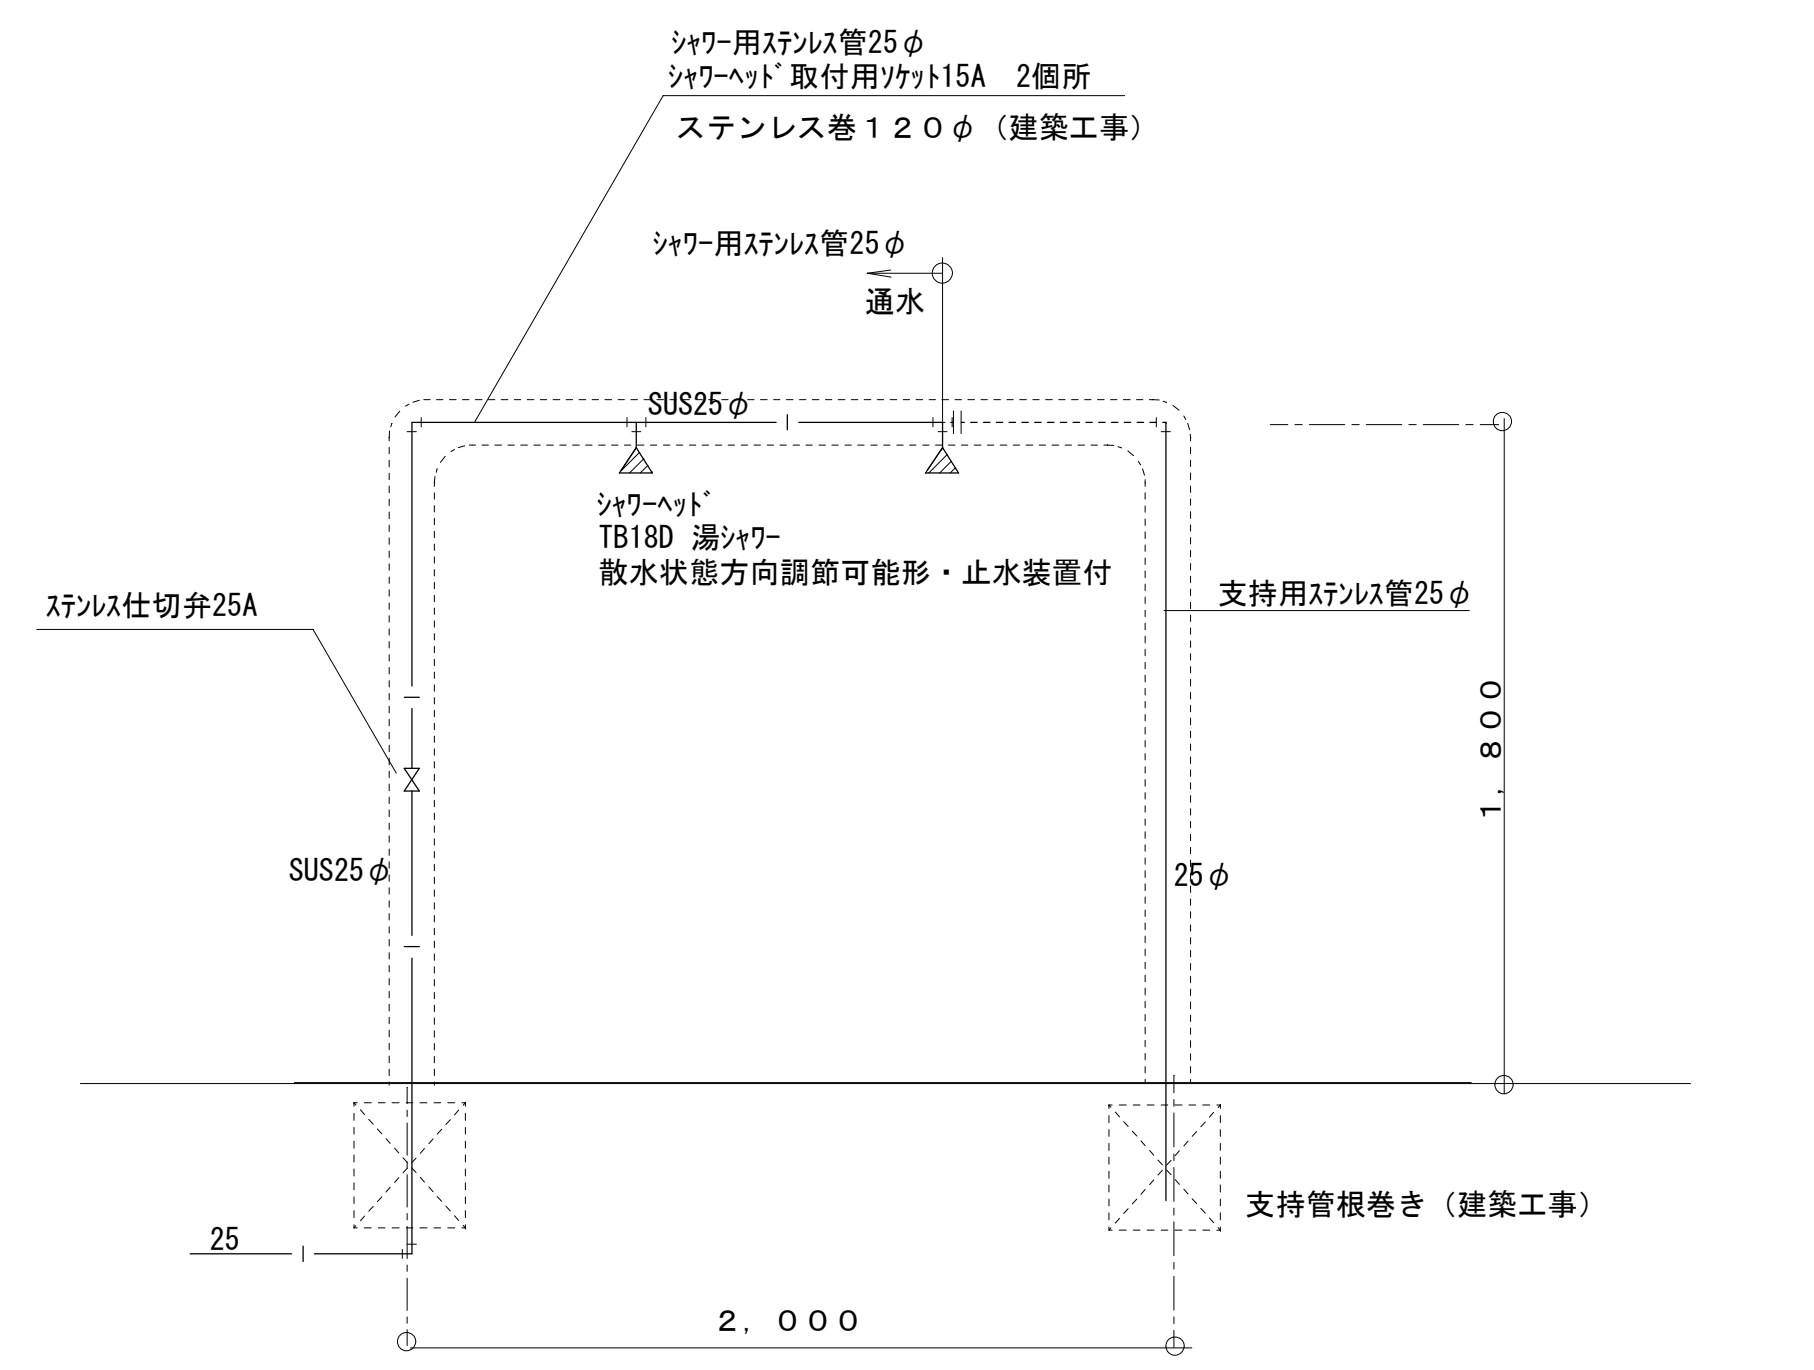 ｼｬﾜｰ用ｽﾃﾝﾚｽ管25φ
ｼｬﾜｰﾍｯﾄﾞ取付用ｿｹｯﾄ15A　2個所
ステンレス巻１２０φ（建築工事）
ｼｬﾜｰ用ｽﾃﾝﾚｽ管25φ
通水
SUS25φ
ｼｬﾜｰﾍｯﾄﾞ
TB18D 湯ｼｬﾜｰ
散水状態方向調節可能形・止水装置付
ｽﾃﾝﾚｽ仕切弁25A
支持用ｽﾃﾝﾚｽ管25φ
１,８００
SUS25φ
25φ
支持管根巻き（建築工事）
25
２,０００